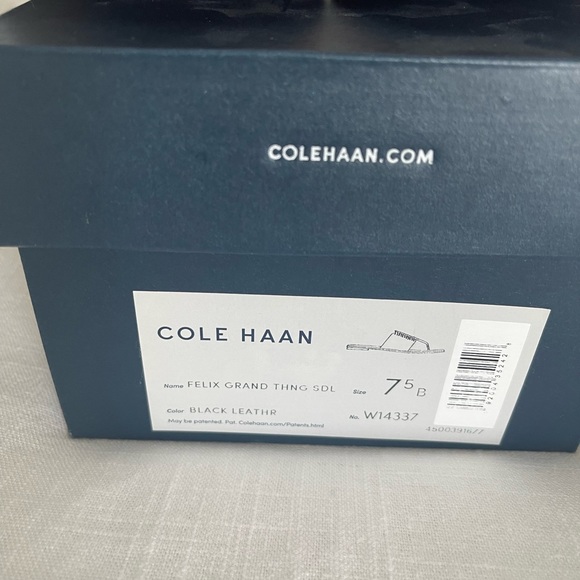 COLEHAAN.COM
COLE HAAN
Name FELIX GRAND THNG SDL Size 7 5 B
Color BLACK LEATHR No. W14337
May be patented. Pat. Colehaan.com/Patents.html